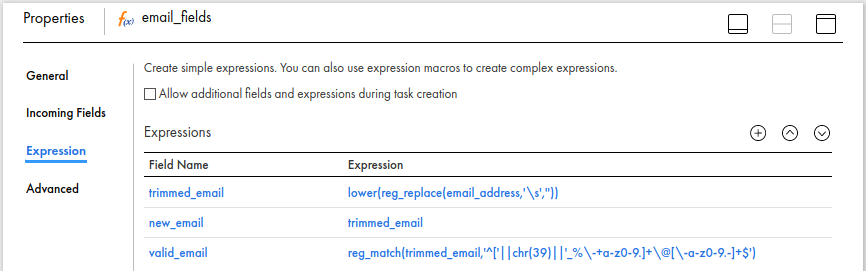 Properties
f(x) email_fields
General
Incoming Fields
Expression
Advanced
Create simple expressions. You can also use expression macros to create complex expressions.
Allow additional fields and expressions during task creation
Expressions
Field Name Expression
trimmed_email lower(reg_replace(email_address,'\s',''))
new_email trimmed_email
valid_email reg_match(trimmed_email,'^['||chr(39)||'_%\-+a-z0-9.]+\@[\-a-z0-9.-]+$')